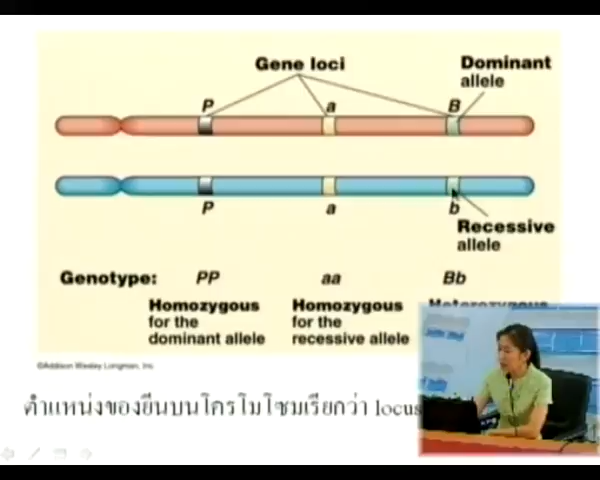 Gene loci
Dominant
allele
P
a
B
P
a
b
Recessive
allele
Genotype:
PP
aa
Bb
Homozygous
for the
dominant allele
Homozygous
for the
recessive allele
Heterozygous
©Addison Wesley Longman, Inc.
ตำแหน่งของยีนบนโครโมโซมเรียกว่า locus